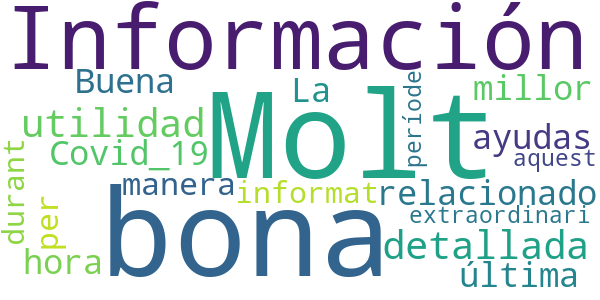 Información
Buena
La
període
millor
utilidad
Molt
ayudas
Covid_19
aquest
durant
manera
informat
relacionado
per
bona
extraordinari
hora
detallada
última